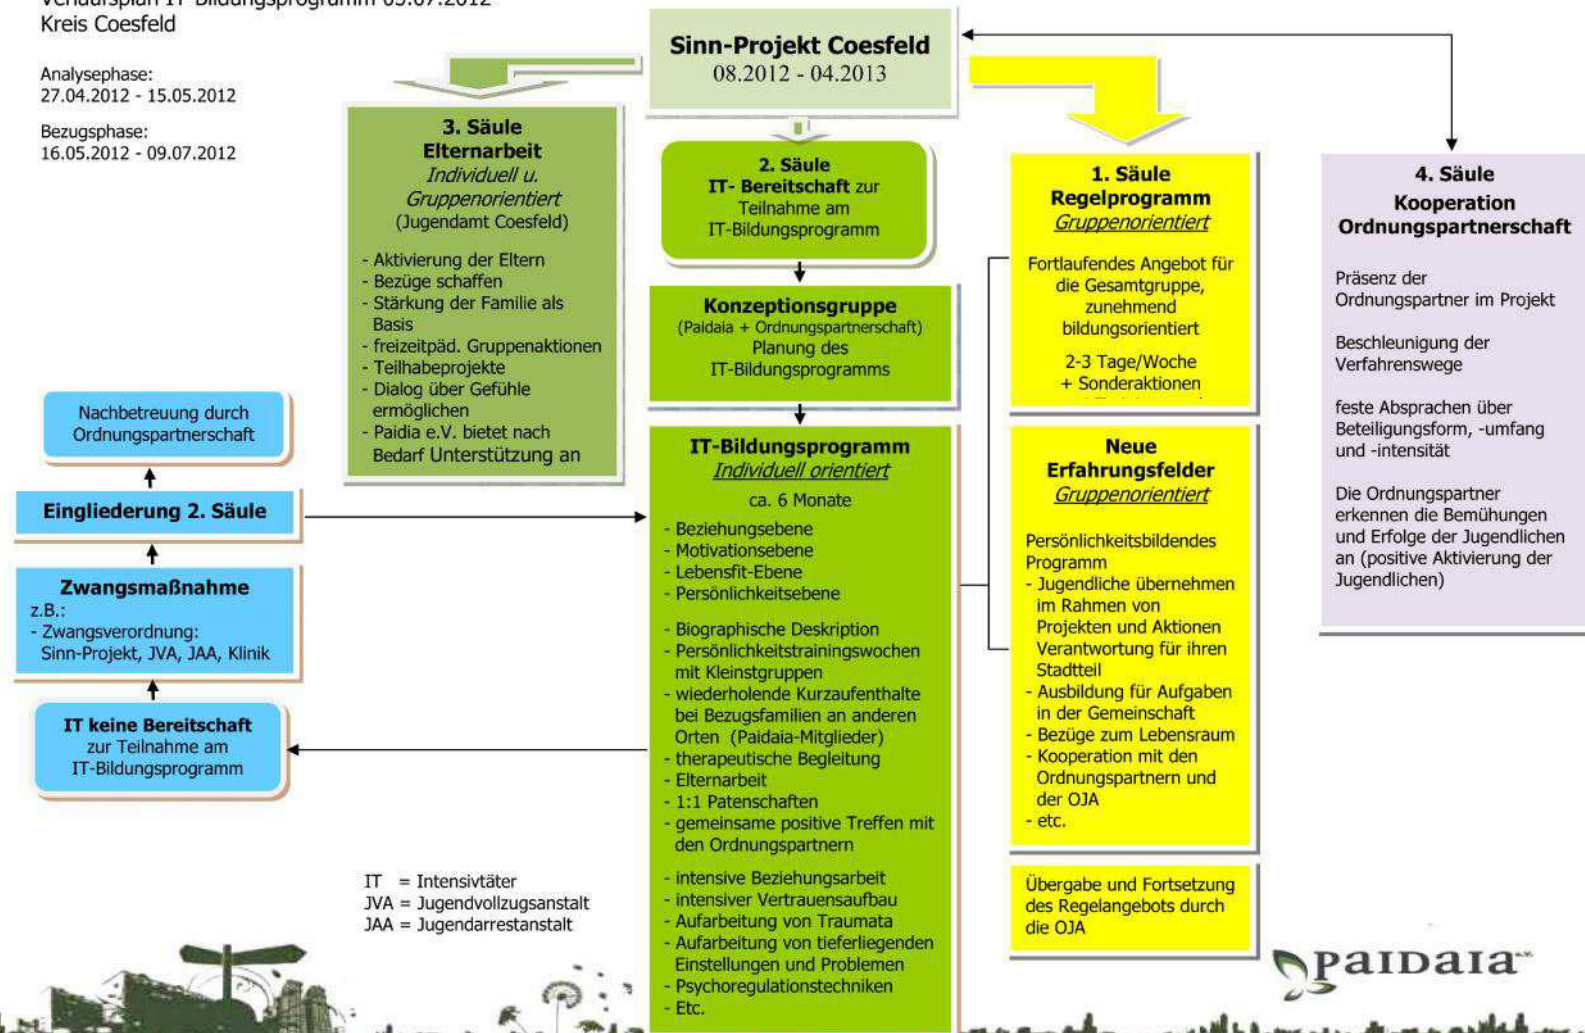 Verlaufsplan IT-Bildungsprogramm 09.07.2012
Kreis Coesfeld
Analysephase:
27.04.2012 - 15.05.2012
Bezugsphase:
16.05.2012 - 09.07.2012
Sinn-Projekt Coesfeld
08.2012 - 04.2013
3. Säule
Elternarbeit
Individuell u.
Gruppenorientiert
(Jugendamt Coesfeld)
- Aktivierung der Eltern
- Bezüge schaffen
- Stärkung der Familie als
Basis
- freizeitpäd. Gruppenaktionen
- Teilhabeprojekte
- Dialog über Gefühle
ermöglichen
- Paidia e.V. bietet nach
Bedarf Unterstützung an
2. Säule
IT- Bereitschaft zur
Teilnahme am
IT-Bildungsprogramm
Konzeptionsgruppe
(Paidaia + Ordnungspartnerschaft)
Planung des
IT-Bildungsprogramms
IT-Bildungsprogramm
Individuell orientiert
ca. 6 Monate
- Beziehungsebene
- Motivationsebene
- Lebensfit-Ebene
- Persönlichkeitsebene
- Biographische Deskription
- Persönlichkeitstrainingswochen
mit Kleinstgruppen
- wiederholende Kurzaufenthalte
bei Bezugsfamilien an anderen
Orten (Paidaia-Mitglieder)
- therapeutische Begleitung
- Elternarbeit
- 1:1 Patenschaften
- gemeinsame positive Treffen mit
den Ordnungspartnern
- intensive Beziehungsarbeit
- intensiver Vertrauensaufbau
- Aufarbeitung von Traumata
- Aufarbeitung von tieferliegenden
Einstellungen und Problemen
- Psychoregulationstechniken
- Etc.
1. Säule
Regelprogramm
Gruppenorientiert
Fortlaufendes Angebot für
die Gesamtgruppe,
zunehmend
bildungsorientiert
2-3 Tage/Woche
+ Sonderaktionen
Neue
Erfahrungsfelder
Gruppenorientiert
Persönlichkeitsbildendes
Programm
- Jugendliche übernehmen
im Rahmen von
Projekten und Aktionen
Verantwortung für ihren
Stadtteil
- Ausbildung für Aufgaben
in der Gemeinschaft
- Bezüge zum Lebensraum
- Kooperation mit den
Ordnungspartnern und
der OJA
- etc.
Übergabe und Fortsetzung
des Regelangebots durch
die OJA
4. Säule
Kooperation
Ordnungspartnerschaft
Präsenz der
Ordnungspartner im Projekt
Beschleunigung der
Verfahrenswege
feste Absprachen über
Beteiligungsform, -umfang
und -intensität
Die Ordnungspartner
erkennen die Bemühungen
und Erfolge der Jugendlichen
an (positive Aktivierung der
Jugendlichen)
Nachbetreuung durch
Ordnungspartnerschaft
Eingliederung 2. Säule
Zwangsmaßnahme
z.B.:
- Zwangsverordnung:
Sinn-Projekt, JVA, JAA, Klinik
IT keine Bereitschaft
zur Teilnahme am
IT-Bildungsprogramm
IT = Intensivtäter
JVA = Jugendvollzugsanstalt
JAA = Jugendarrestanstalt
PAIDAIA e.V.